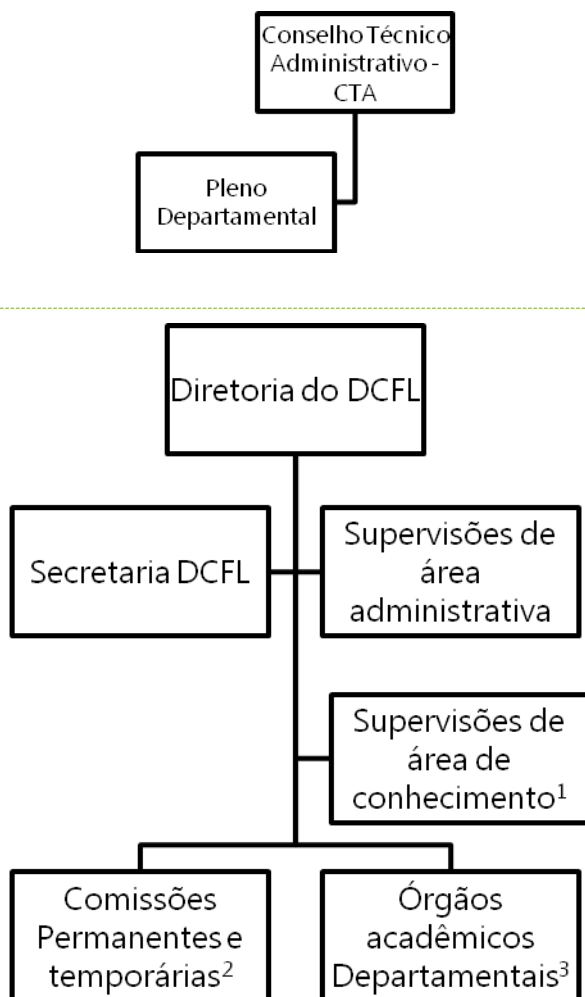 Conselho Técnico
Administrativo -
CTA
Pleno
Departamental
Diretoria do DCFL
Secretaria DCFL
Supervisões de
área
administrativa
Supervisões de
área de
conhecimento¹
Comissões
Permanentes e
temporárias²
Órgãos
acadêmicos
Departamentais³